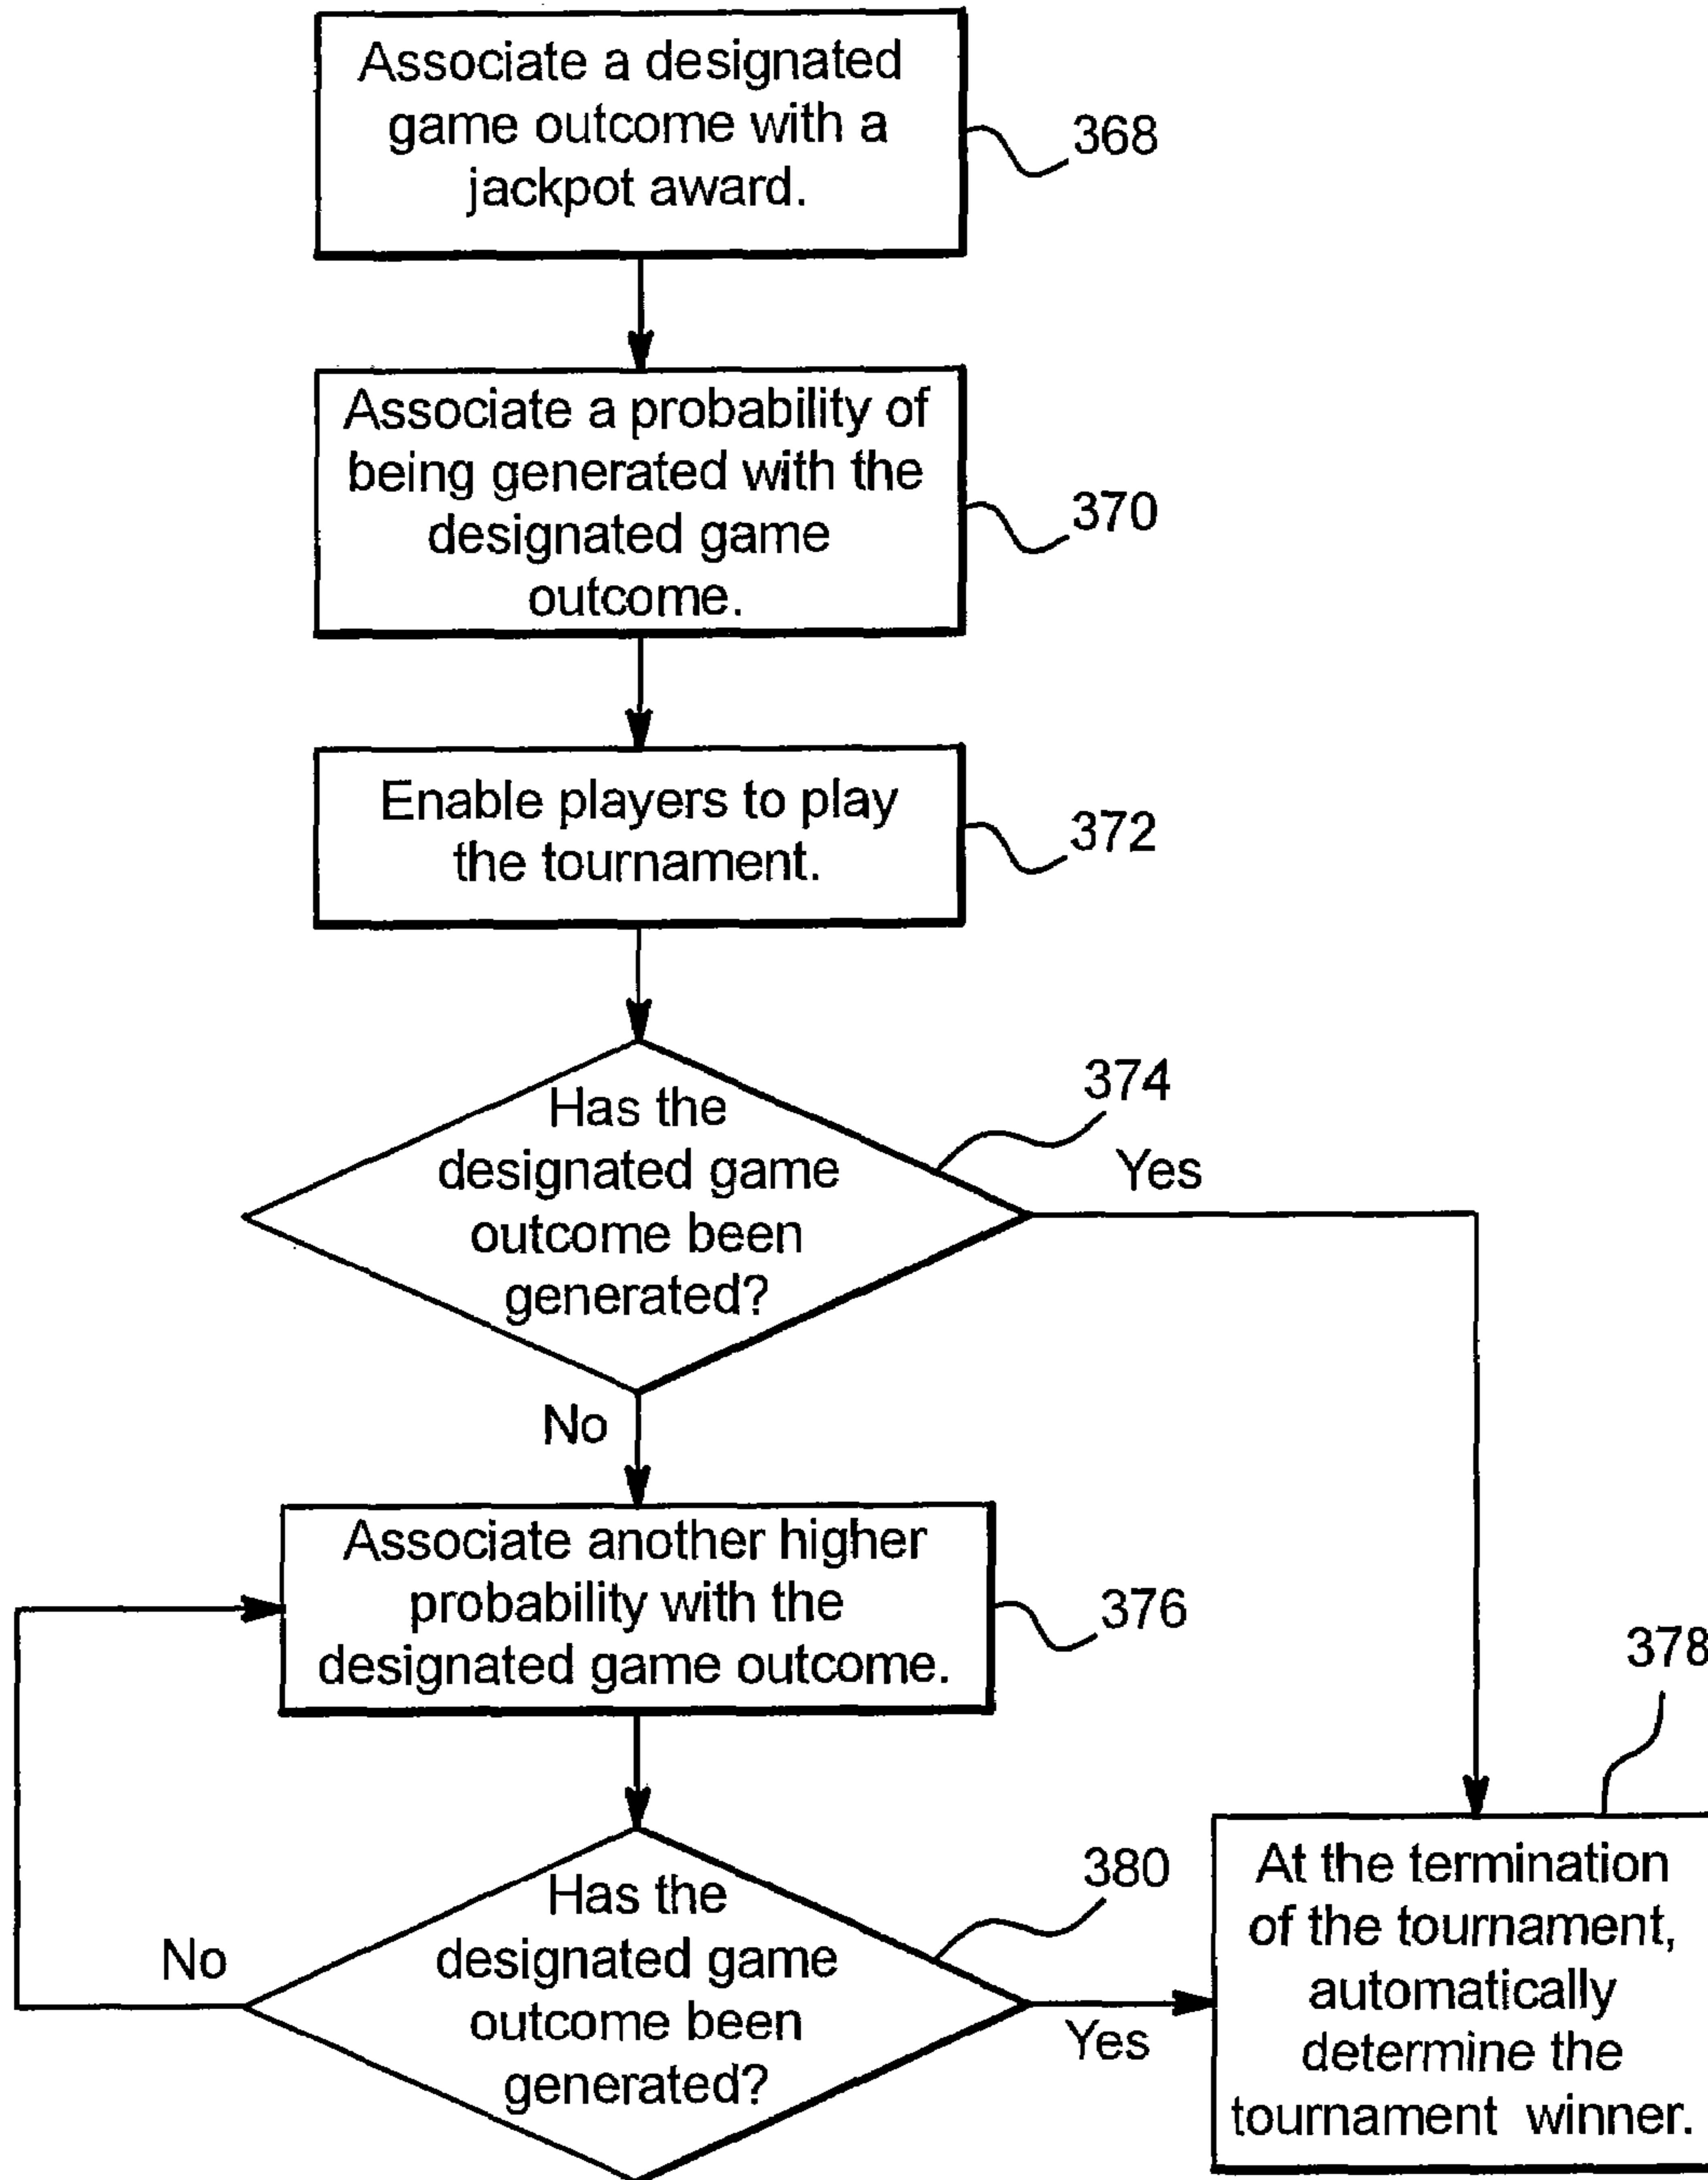 Associate a designated
game outcome with a
jackpot award.
368
Associate a probability of
being generated with the
designated game
outcome.
370
Enable players to play
the tournament.
372
Has the
designated game
outcome been
generated?
374
Yes
No
Associate another higher
probability with the
designated game outcome.
376
378
Has the
designated game
outcome been
generated?
380
No
Yes
At the termination
of the tournament,
automatically
determine the
tournament winner.